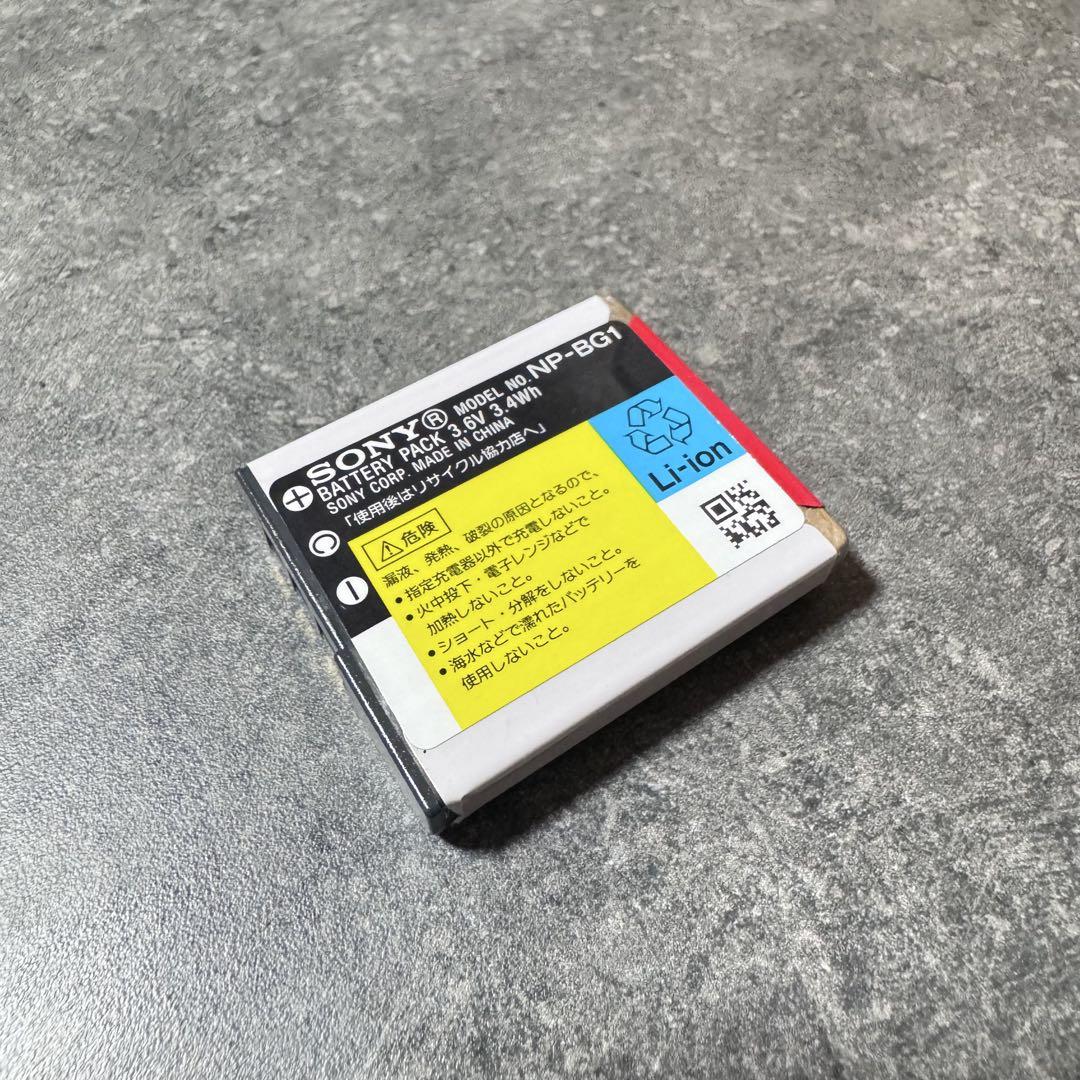 SONY® MODEL NO. NP-BG1
BATTERY PACK 3.6V 3.4Wh
SONY CORP. MADE IN CHINA
「使用後はリサイクル協力店へ」
Li-ion
危険
漏液、発熱、破裂の原因となるので、
•指定充電器以外で充電しないこと。
•火中投下・電子レンジなどで
加熱しないこと。
•ショート・分解をしないこと。
•海水などで濡れたバッテリーを
使用しないこと。